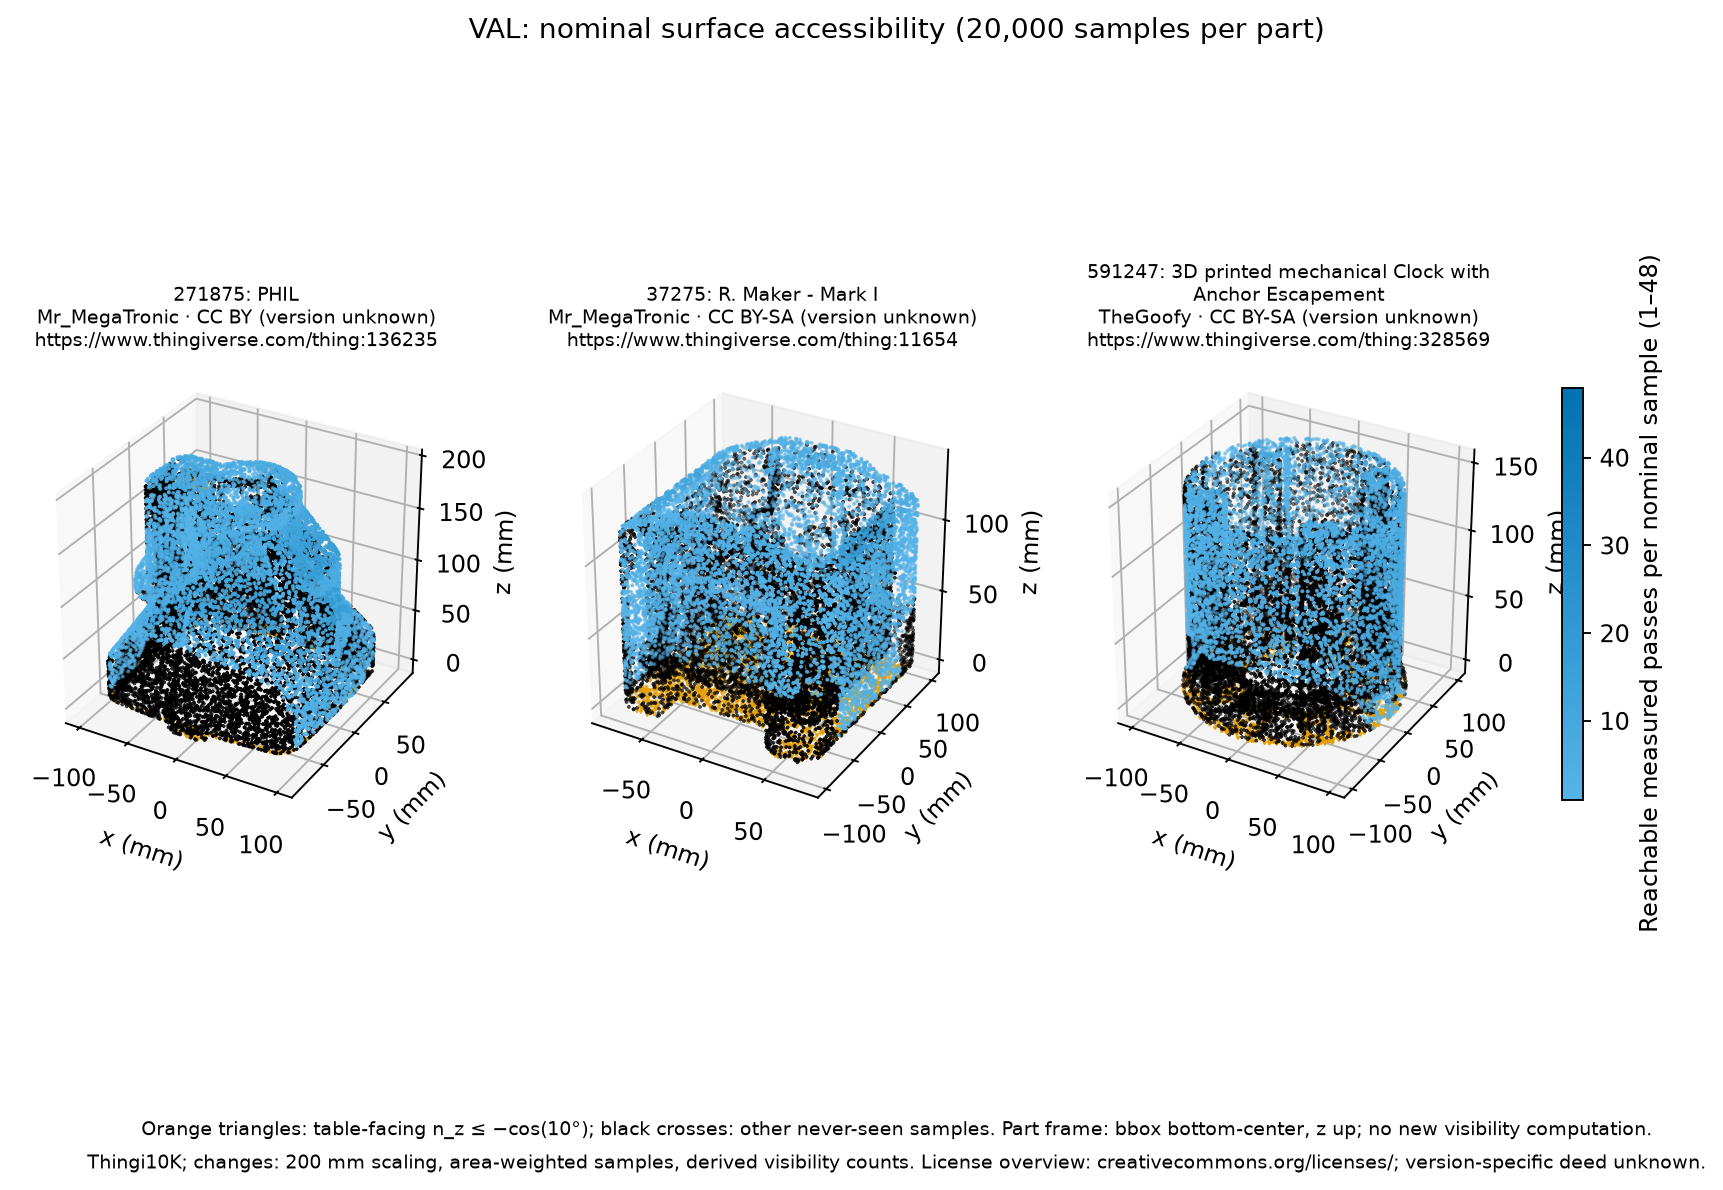 VAL: nominal surface accessibility (20,000 samples per part)
271875: PHIL
Mr_MegaTronic · CC BY (version unknown)
https://www.thingiverse.com/thing:136235
200
150
100
50
0
z (mm)
−100
−50
0
50
100
x (mm)
50
0
−50
y (mm)
37275: R. Maker - Mark I
Mr_MegaTronic · CC BY-SA (version unknown)
https://www.thingiverse.com/thing:11654
100
50
0
z (mm)
−50
0
50
x (mm)
100
50
0
−50
−100
y (mm)
591247: 3D printed mechanical Clock with
Anchor Escapement
TheGoofy · CC BY-SA (version unknown)
https://www.thingiverse.com/thing:328569
150
100
50
0
z (mm)
−100
−50
0
50
100
x (mm)
100
50
0
−50
−100
y (mm)
40
30
20
10
Reachable measured passes per nominal sample (1–48)
Orange triangles: table-facing n_z ≤ −cos(10°); black crosses: other never-seen samples. Part frame: bbox bottom-center, z up; no new visibility computation.
Thingi10K; changes: 200 mm scaling, area-weighted samples, derived visibility counts. License overview: creativecommons.org/licenses/; version-specific deed unknown.